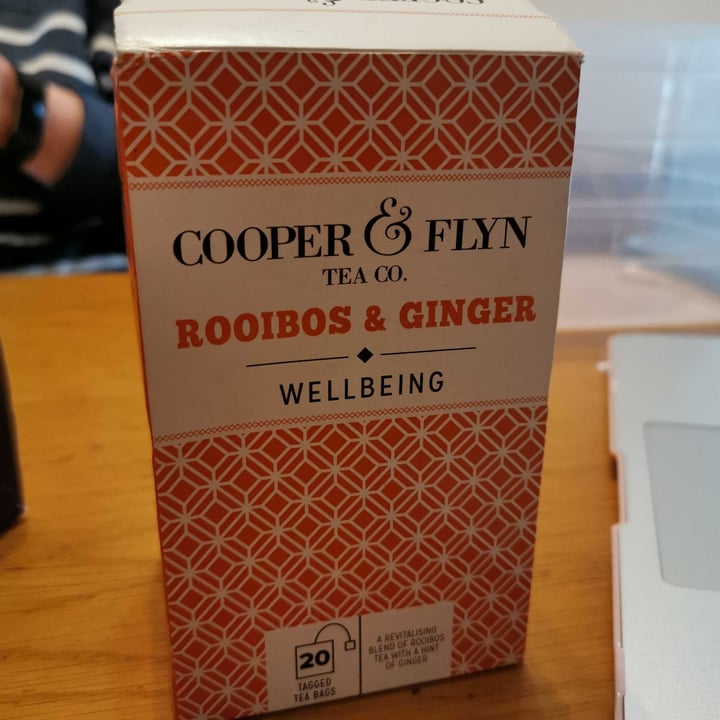 COOPER & FLYN
TEA CO.
ROOIBOS & GINGER
WELLBEING
20
TAGGED
TEA BAGS
A REVITALISING
BLEND OF ROOIBOS
TEA WITH A HINT
OF GINGER